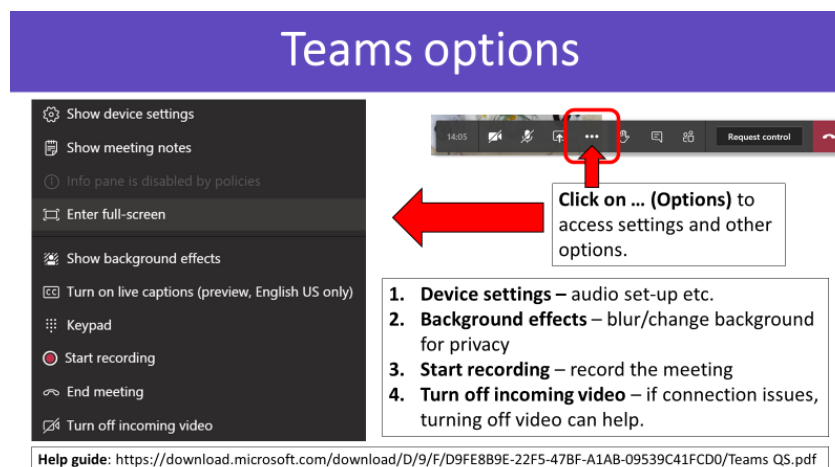 Teams options
Show device settings
Show meeting notes
Info pane is disabled by policies
Enter full-screen
Show background effects
CC Turn on live captions (preview, English US only)
Keypad
Start recording
End meeting
Turn off incoming video
14:05
Request control
Click on ... (Options) to
access settings and other
options.
1. Device settings – audio set-up etc.
2. Background effects – blur/change background
for privacy
3. Start recording – record the meeting
4. Turn off incoming video – if connection issues,
turning off video can help.
Help guide: https://download.microsoft.com/download/D/9/F/D9FE8B9E-22F5-47BF-A1AB-09539C41FCD0/Teams QS.pdf